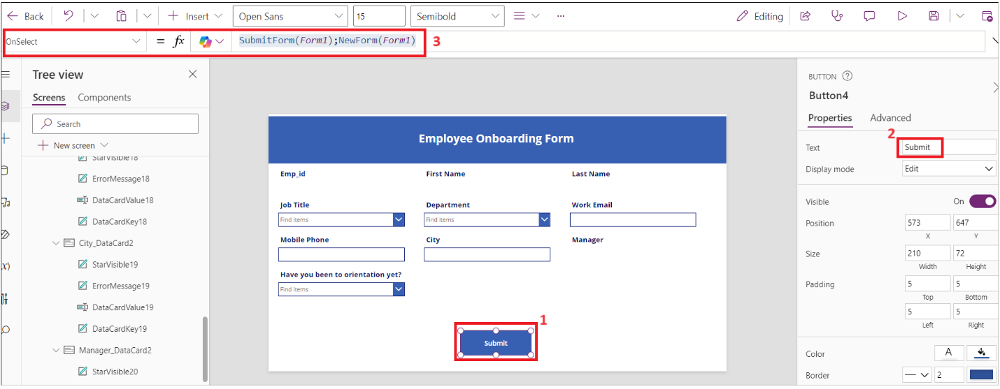 Back Insert Open Sans 15 Semibold ... Editing
OnSelect = fx SubmitForm(Form1);NewForm(Form1) 3
Tree view
Screens Components
Search
New screen
StarVisible18
ErrorMessage18
DataCardValue18
DataCardKey18
City_DataCard2
StarVisible19
ErrorMessage19
DataCardValue19
DataCardKey19
Manager_DataCard2
StarVisible20
Employee Onboarding Form
Emp_id First Name Last Name
Job Title Department Work Email
Find items Find items
Mobile Phone City Manager
Have you been to orientation yet?
Find items
1
Submit
BUTTON ?
Button4
Properties Advanced
2
Text Submit
Display mode Edit
Visible On
Position 573 647
X Y
Size 210 72
Width Height
Padding 5 5
Top Bottom
5 5
Left Right
Color A
Border 2